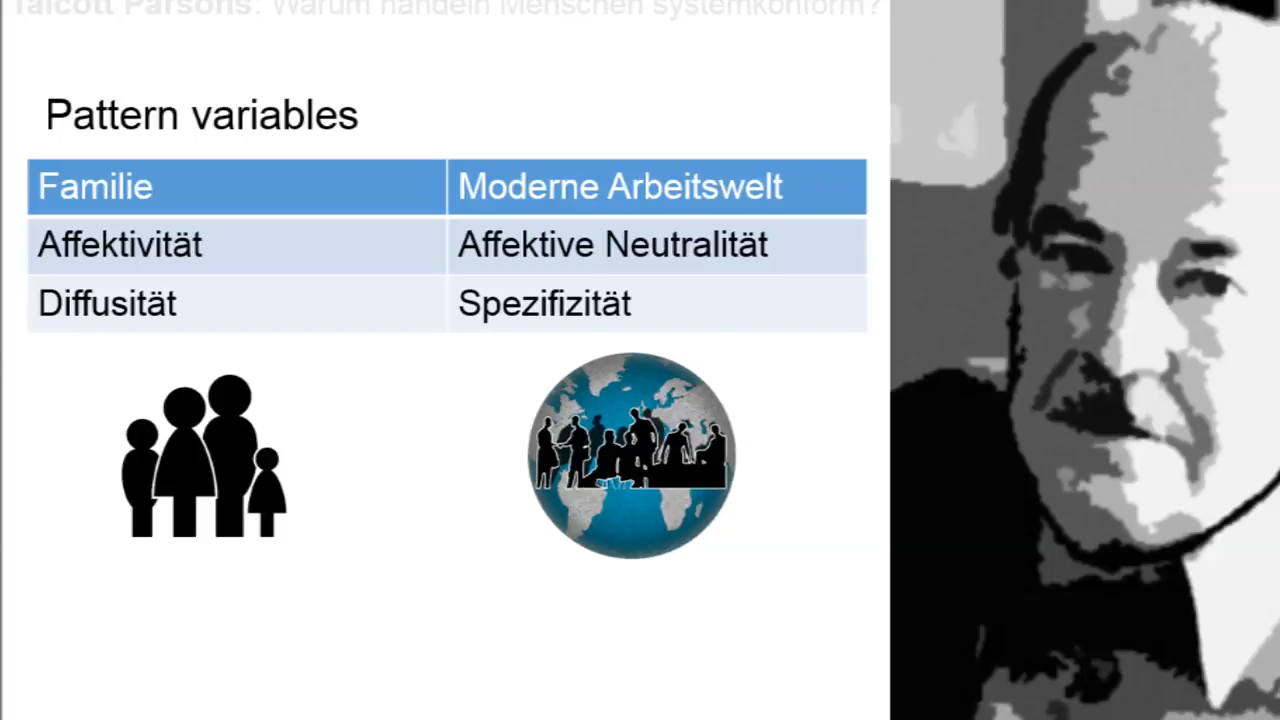 Talcott Parsons: Warum handeln Menschen systemkonform?
Pattern variables
Familie
Moderne Arbeitswelt
Affektivität
Affektive Neutralität
Diffusität
Spezifizität